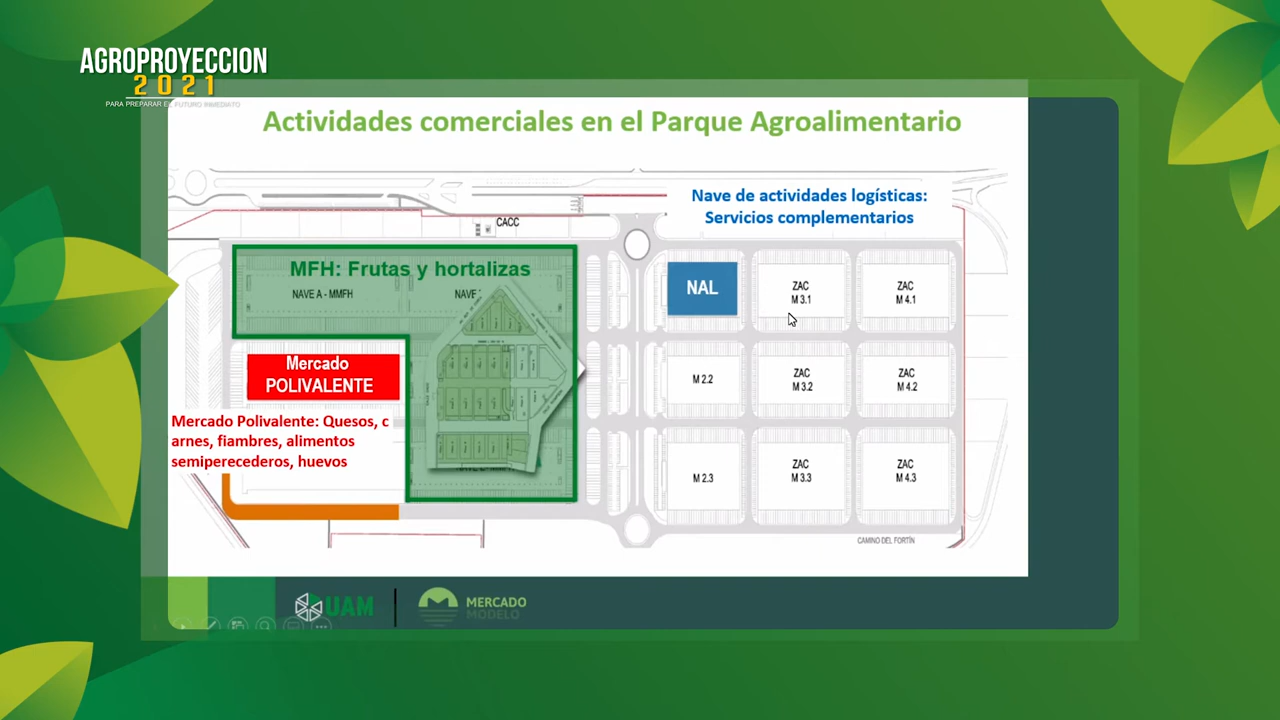 AGROPROYECCION
2021
PARA PREPARAR EL FUTURO INMEDIATO
Actividades comerciales en el Parque Agroalimentario
Nave de actividades logísticas:
Servicios complementarios
CACC
MFH: Frutas y hortalizas
NAVE A - MMFH
NAVE
NAL
ZAC
M 3.1
ZAC
M 4.1
Mercado
POLIVALENTE
M 2.2
ZAC
M 3.2
ZAC
M 4.2
Mercado Polivalente: Quesos, c
arnes, fiambres, alimentos
semiperecederos, huevos
M 2.3
ZAC
M 3.3
ZAC
M 4.3
CAMINO DEL FORTÍN
UAM
MERCADO
MODELO